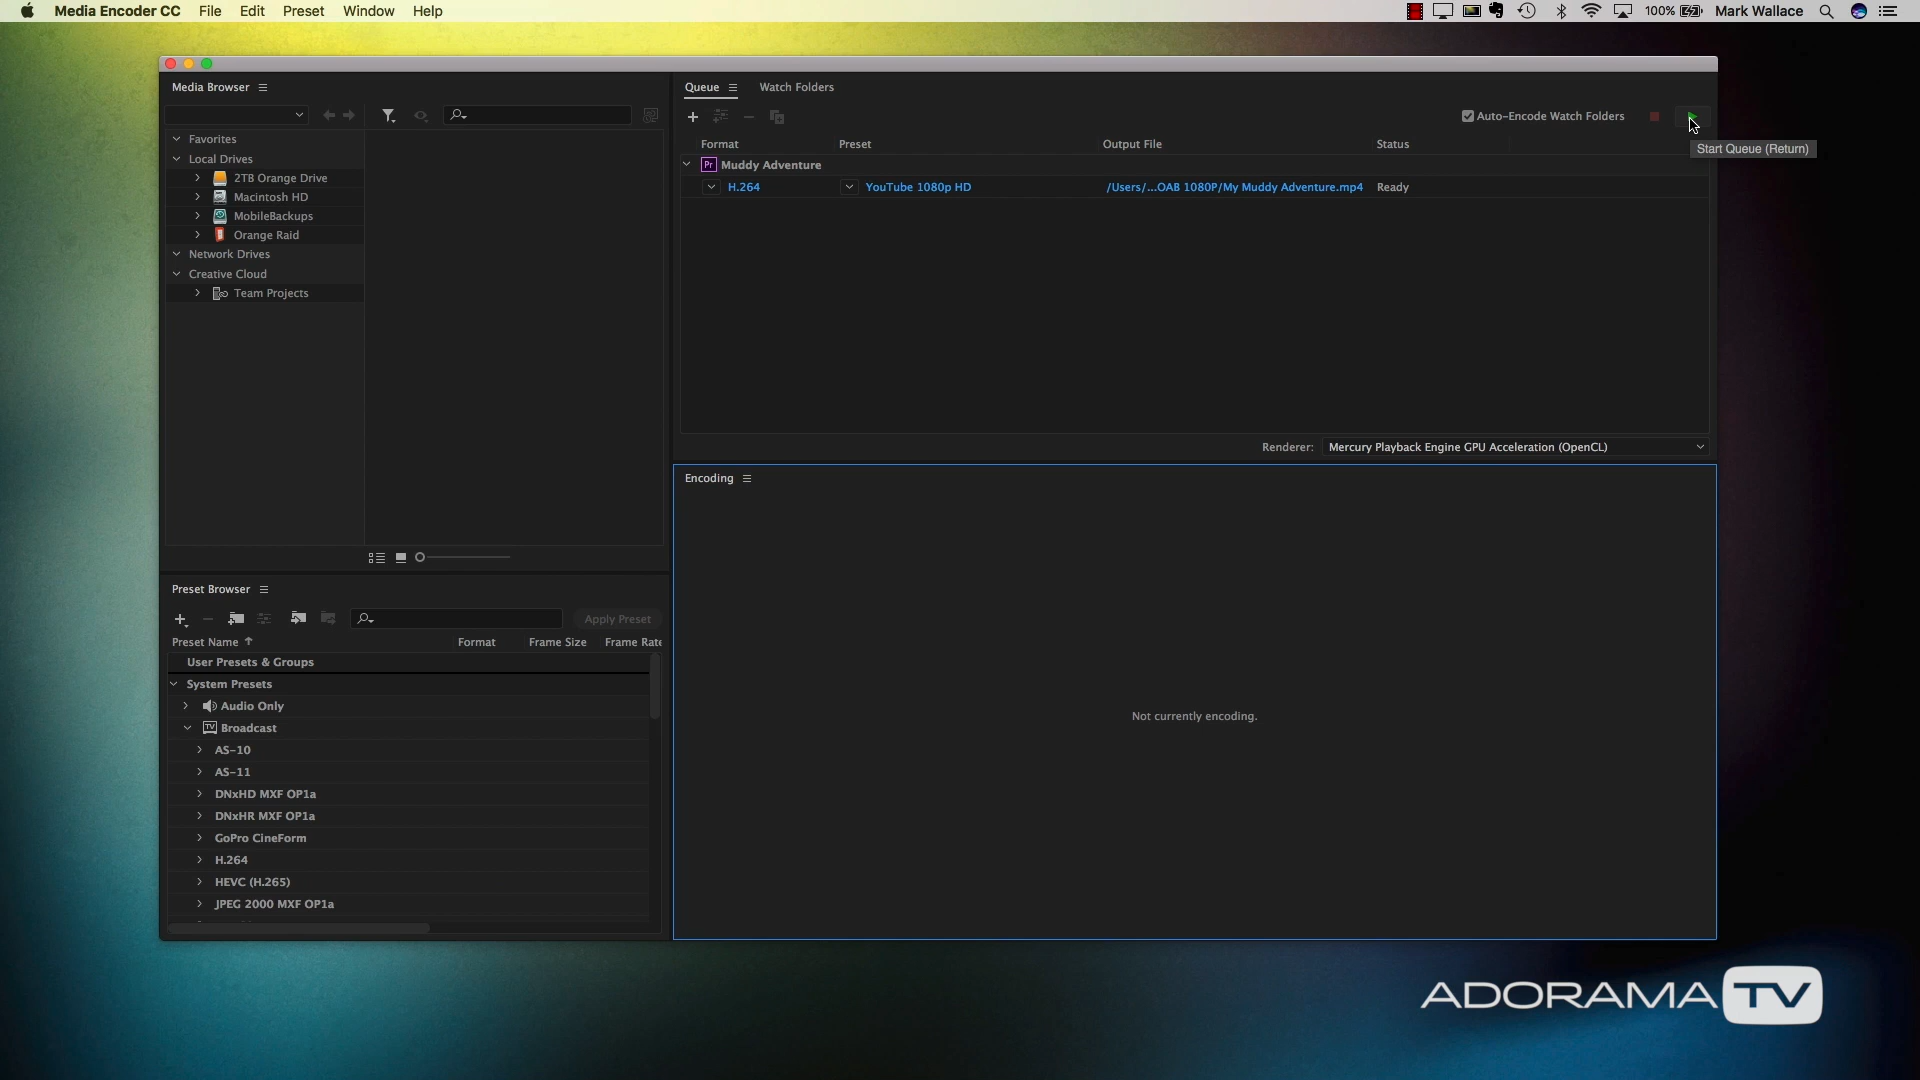 Media Encoder CC File Edit Preset Window Help 100% Mark Wallace
Media Browser
Favorites
Local Drives
2TB Orange Drive
Macintosh HD
MobileBackups
Orange Raid
Network Drives
Creative Cloud
Team Projects
Queue Watch Folders
Auto-Encode Watch Folders
Start Queue (Return)
Format Preset Output File Status
Pr Muddy Adventure
H.264 YouTube 1080p HD /Users/...OAB 1080P/My Muddy Adventure.mp4 Ready
Renderer: Mercury Playback Engine GPU Acceleration (OpenCL)
Encoding
Not currently encoding.
Preset Browser
Apply Preset
Preset Name Format Frame Size Frame Rate
User Presets & Groups
System Presets
Audio Only
TV Broadcast
AS-10
AS-11
DNxHD MXF OP1a
DNxHR MXF OP1a
GoPro CineForm
H.264
HEVC (H.265)
JPEG 2000 MXF OP1a
ADORAMA TV